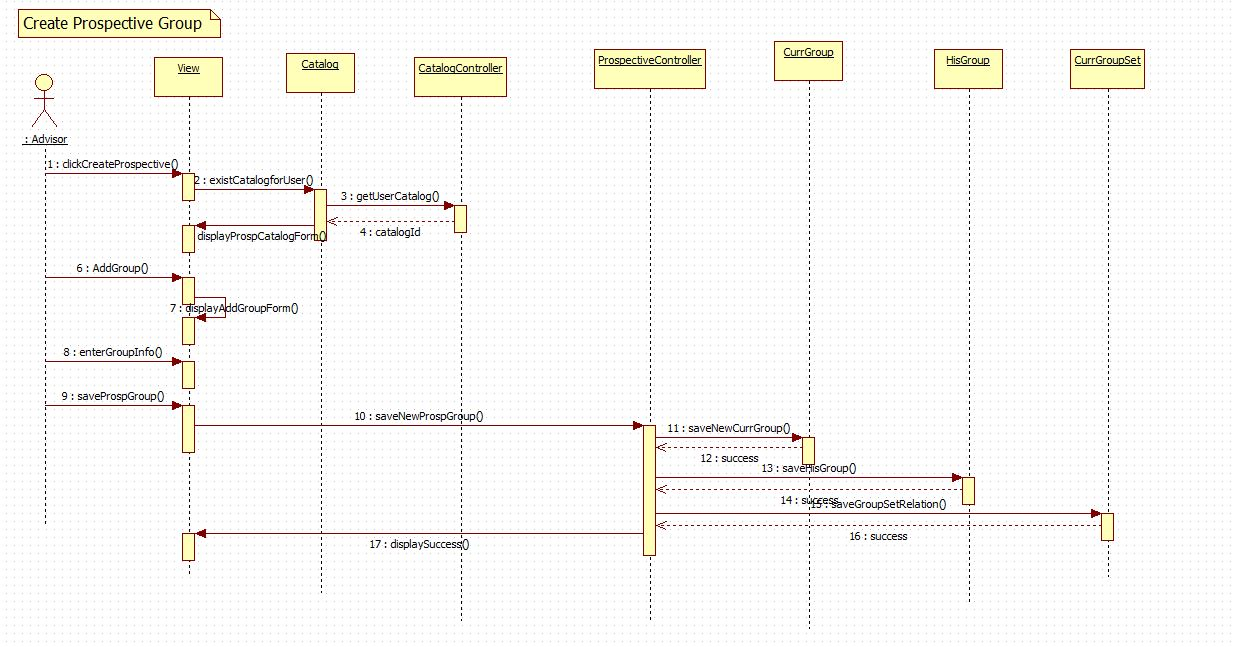 Create Prospective Group
View
Catalog
CatalogController
ProspectiveController
CurrGroup
HisGroup
CurrGroupSet
: Advisor
1 : clickCreateProspective()
2 : existCatalogforUser()
3 : getUserCatalog()
4 : catalogId
displayProspCatalogForm()
6 : AddGroup()
7 : displayAddGroupForm()
8 : enterGroupInfo()
9 : saveProspGroup()
10 : saveNewProspGroup()
11 : saveNewCurrGroup()
12 : success
13 : saveHisGroup()
14 : success
15 : saveGroupSetRelation()
16 : success
17 : displaySuccess()